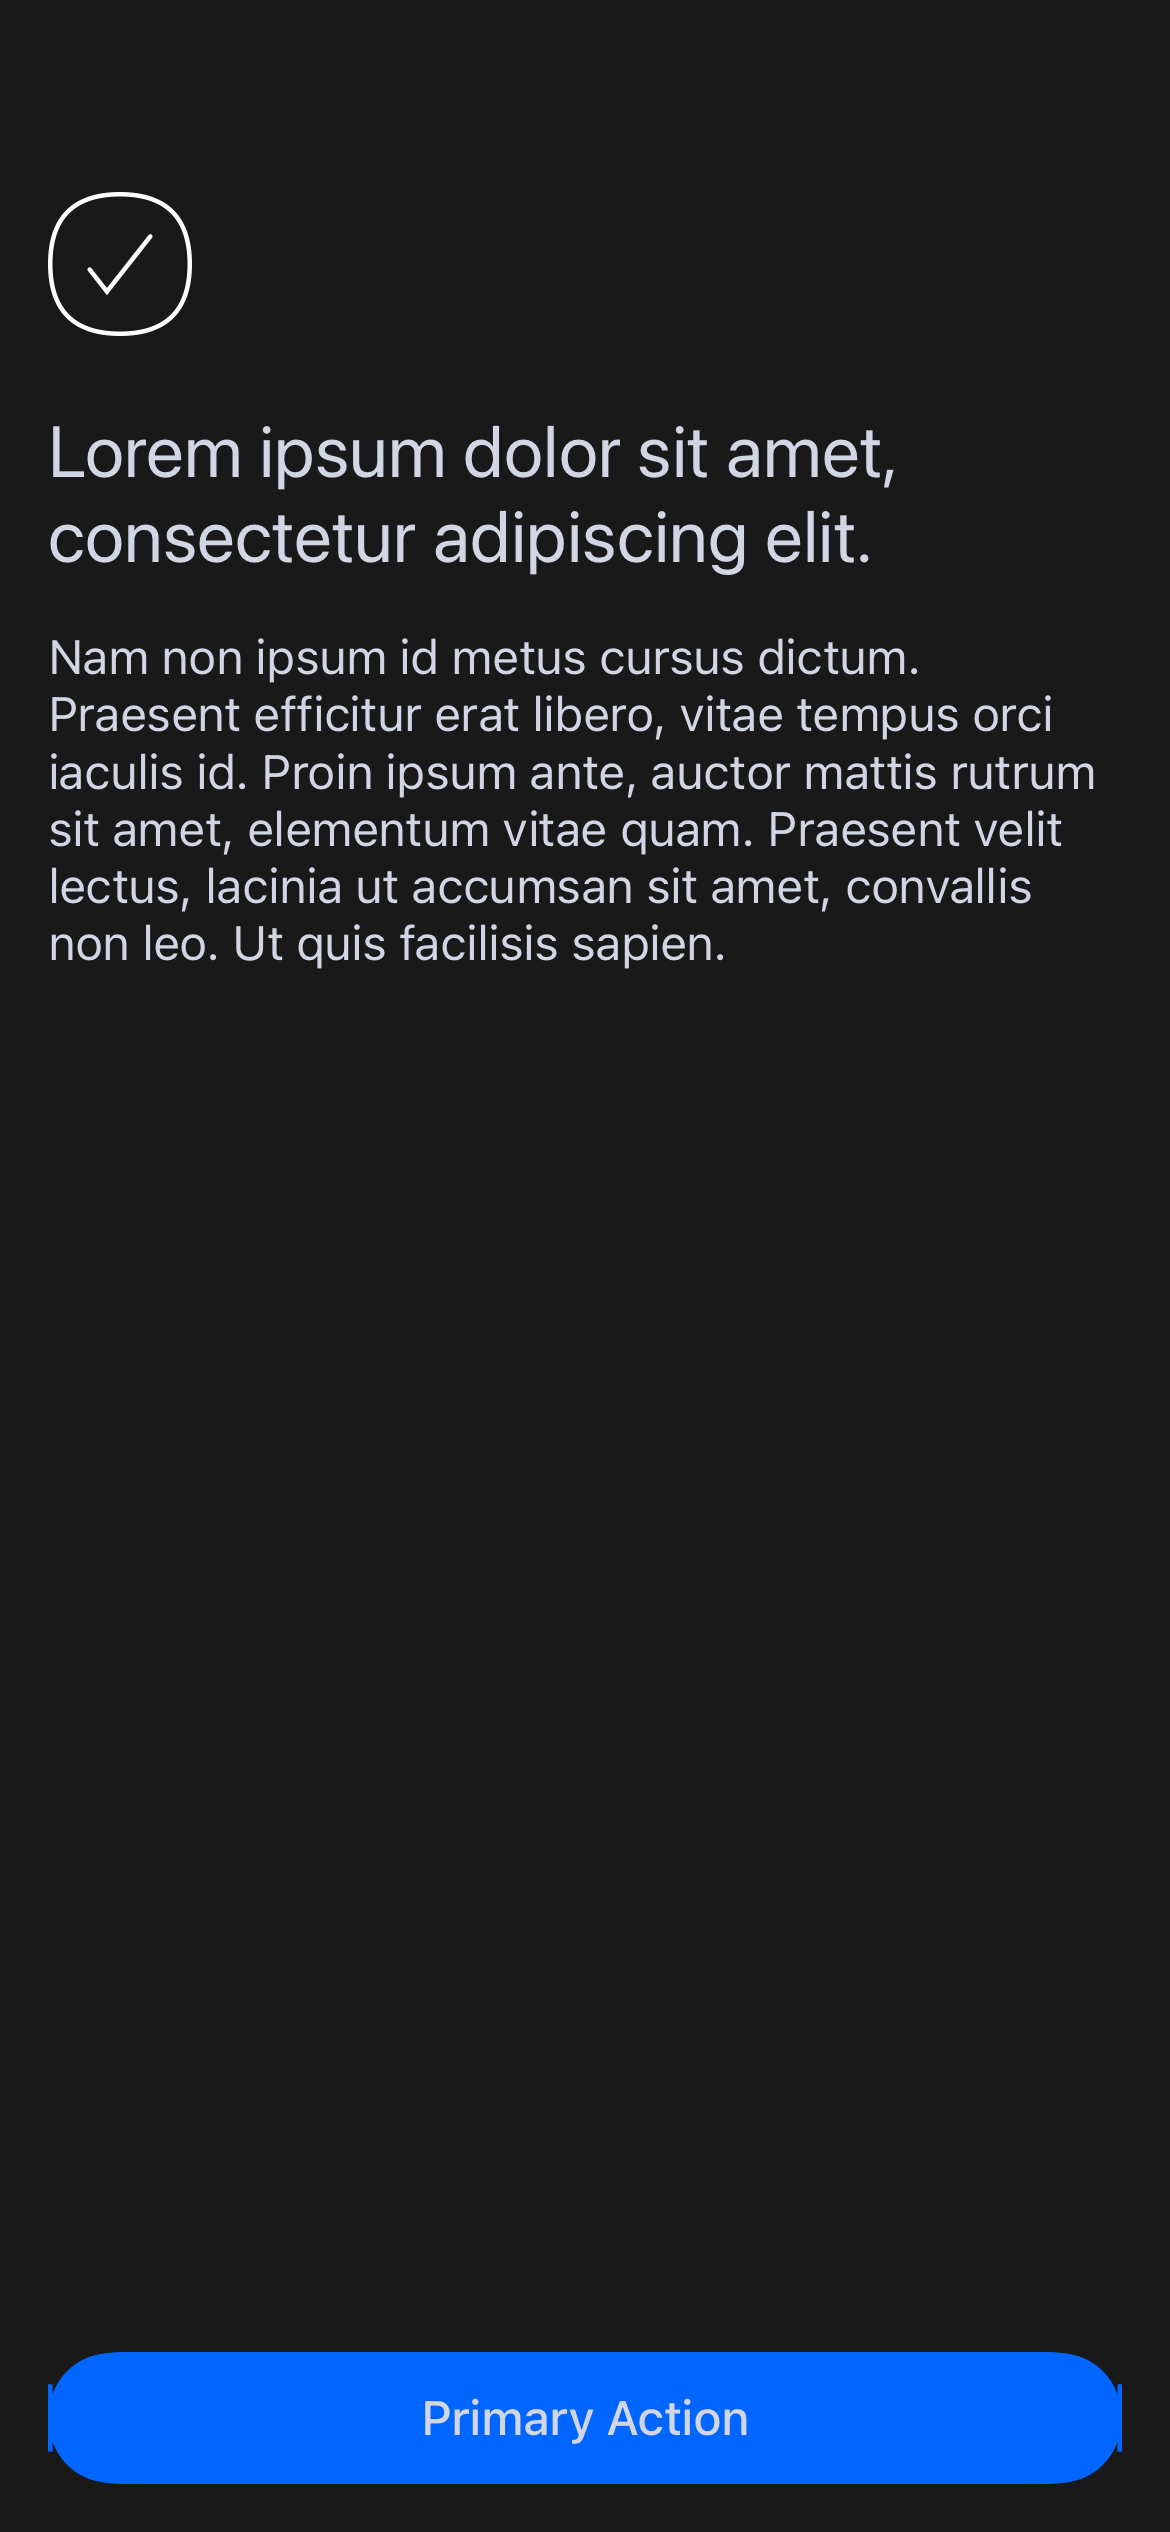 Lorem ipsum dolor sit amet,
consectetur adipiscing elit.
Nam non ipsum id metus cursus dictum.
Praesent efficitur erat libero, vitae tempus orci
iaculis id. Proin ipsum ante, auctor mattis rutrum
sit amet, elementum vitae quam. Praesent velit
lectus, lacinia ut accumsan sit amet, convallis
non leo. Ut quis facilisis sapien.
Primary Action